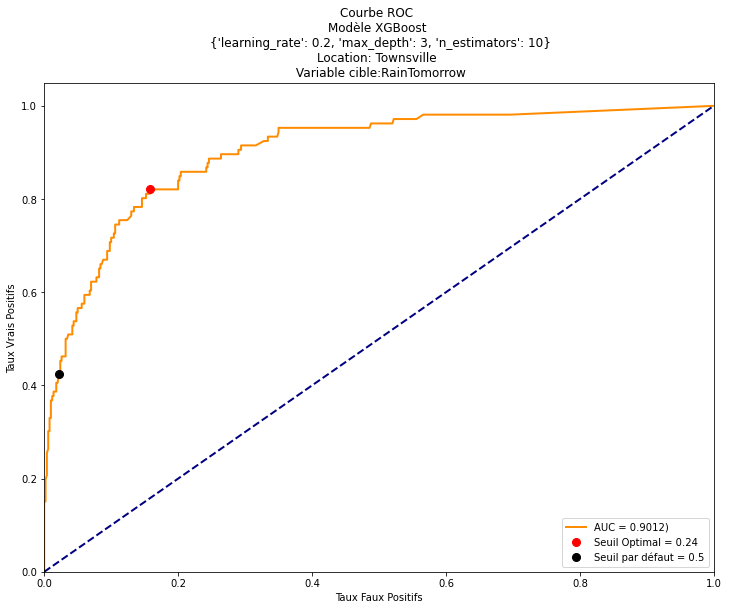 Courbe ROC
Modèle XGBoost
{'learning_rate': 0.2, 'max_depth': 3, 'n_estimators': 10}
Location: Townsville
Variable cible:RainTomorrow
Taux Vrais Positifs
1.0
0.8
0.6
0.4
0.2
0.0
0.0
0.2
0.4
0.6
0.8
1.0
Taux Faux Positifs
AUC = 0.9012)
Seuil Optimal = 0.24
Seuil par défaut = 0.5